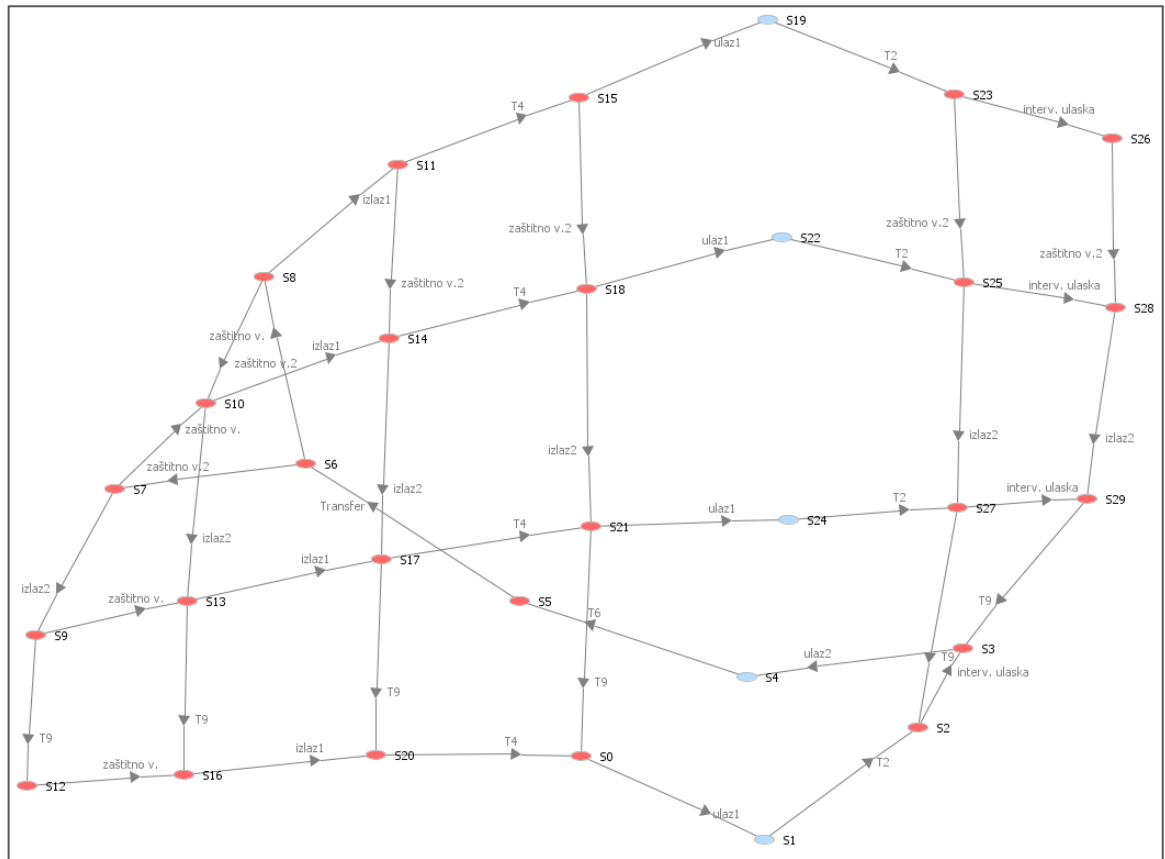 S19
ulaz1
T2
S15
S23
T4
interv. ulaska
S26
S11
izlaz1
zaštitno v.2
zaštitno v.2
ulaz1
S22
zaštitno v.2
T2
S8
zaštitno v.2
S25
interv. ulaska
T4
S18
S28
zaštitno v.
S14
izlaz1
zaštitno v.2
S10
zaštitno v.
izlaz2
izlaz2
izlaz2
S6
zaštitno v.2
S7
izlaz2
interv. ulaska
S29
Transfer
T2
ulaz1
S27
S24
T4
S21
izlaz2
S17
izlaz1
izlaz2
zaštitno v.
S13
S5
T9
T6
S9
S3
ulaz2
T9
interv. ulaska
S4
T9
T9
T9
S2
T9
izlaz1
T4
S20
S0
zaštitno v.
S16
T2
S12
ulaz1
S1